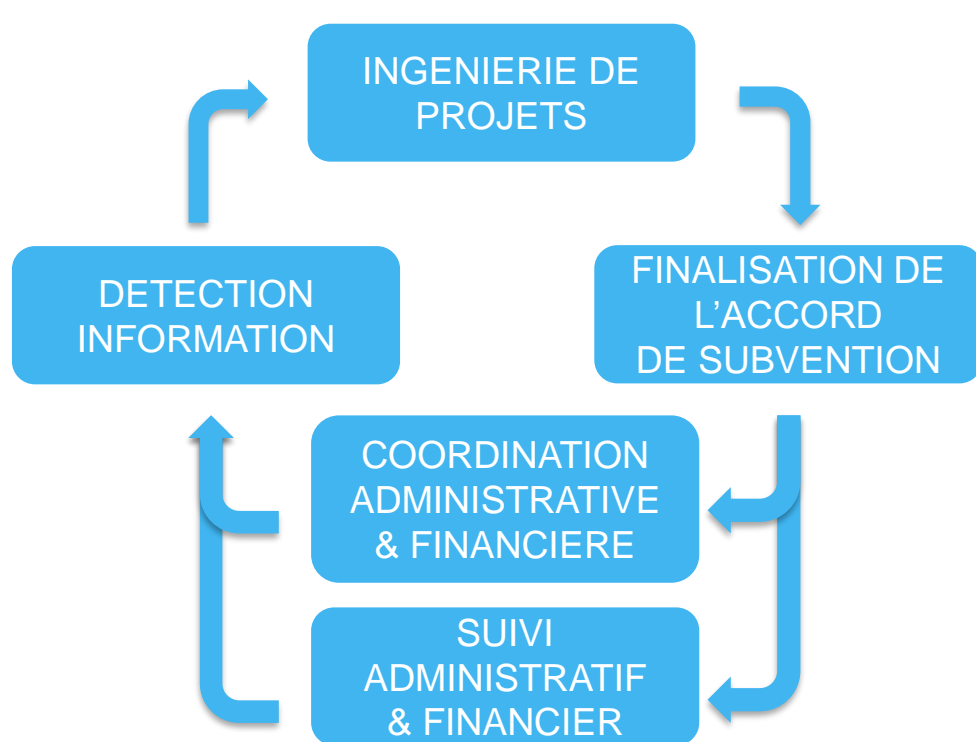 INGENIERIE DE
PROJETS
DETECTION
INFORMATION
FINALISATION DE
L’ACCORD
DE SUBVENTION
COORDINATION
ADMINISTRATIVE
& FINANCIERE
SUIVI
ADMINISTRATIF
& FINANCIER